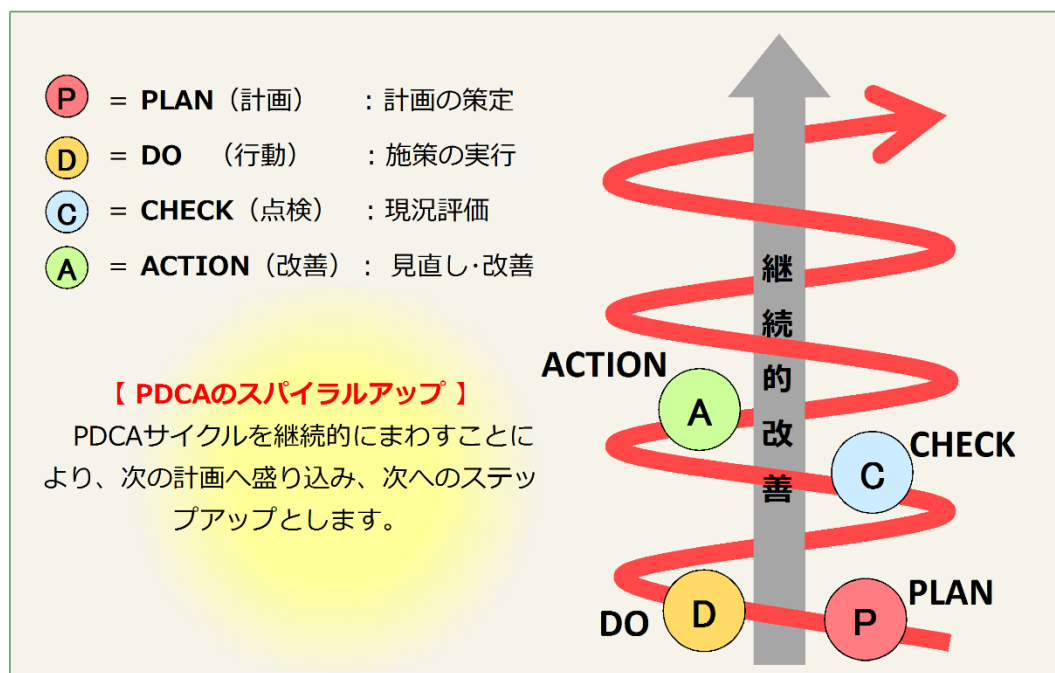 P = PLAN（計画） ：計画の策定
D = DO （行動） ：施策の実行
C = CHECK（点検） ：現況評価
A = ACTION（改善）： 見直し・改善
【 PDCAのスパイラルアップ 】
PDCAサイクルを継続的にまわすことに
より、次の計画へ盛り込み、次へのステッ
プアップとします。
継続的改善
ACTION
A
CHECK
C
PLAN
P
DO
D